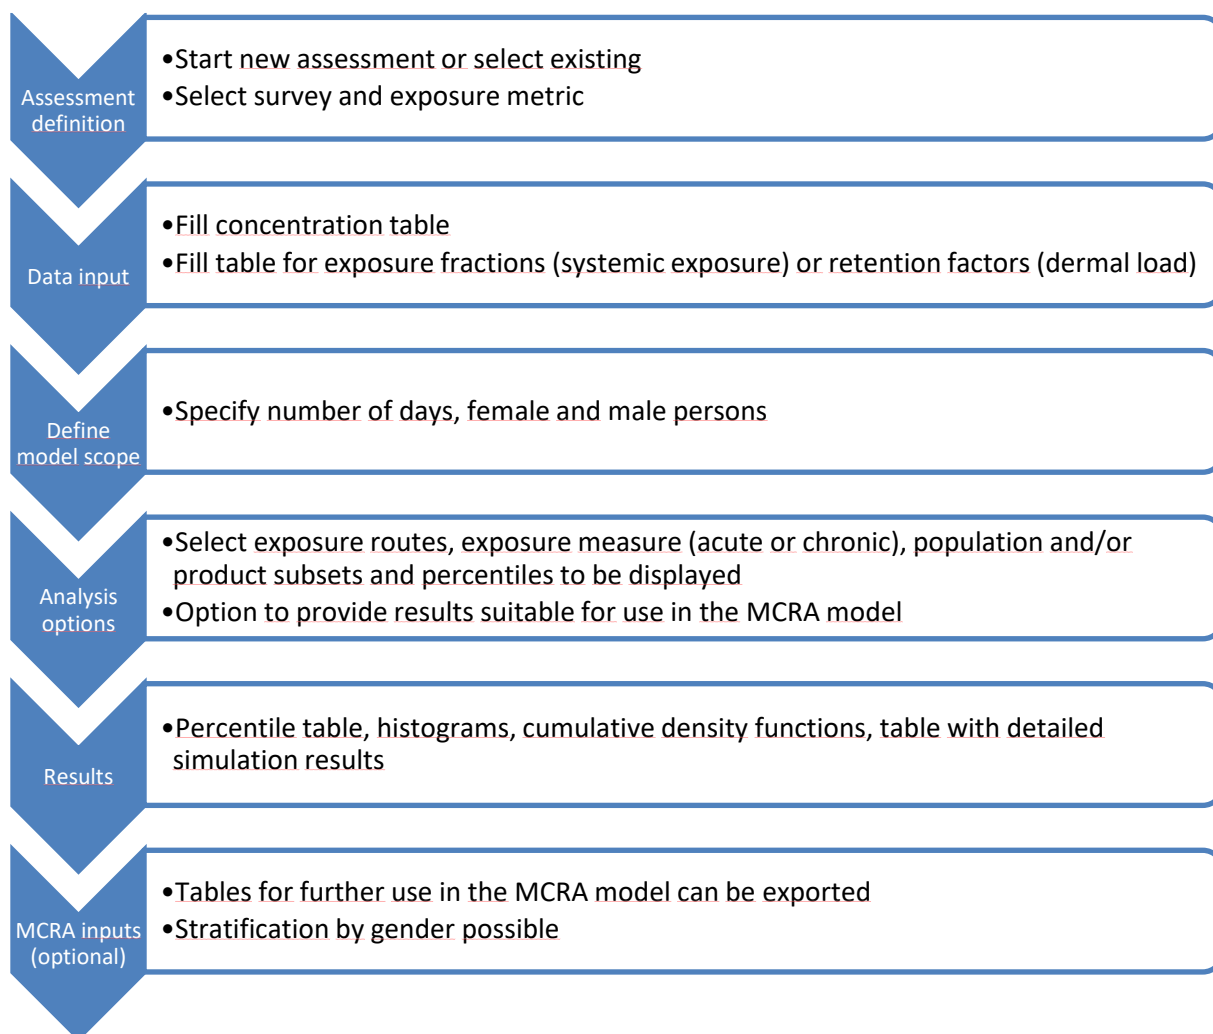 Assessment
definition
•Start new assessment or select existing
•Select survey and exposure metric
Data input
•Fill concentration table
•Fill table for exposure fractions (systemic exposure) or retention factors (dermal load)
Define
model scope
•Specify number of days, female and male persons
Analysis
options
•Select exposure routes, exposure measure (acute or chronic), population and/or
product subsets and percentiles to be displayed
•Option to provide results suitable for use in the MCRA model
Results
•Percentile table, histograms, cumulative density functions, table with detailed
simulation results
MCRA inputs
(optional)
•Tables for further use in the MCRA model can be exported
•Stratification by gender possible